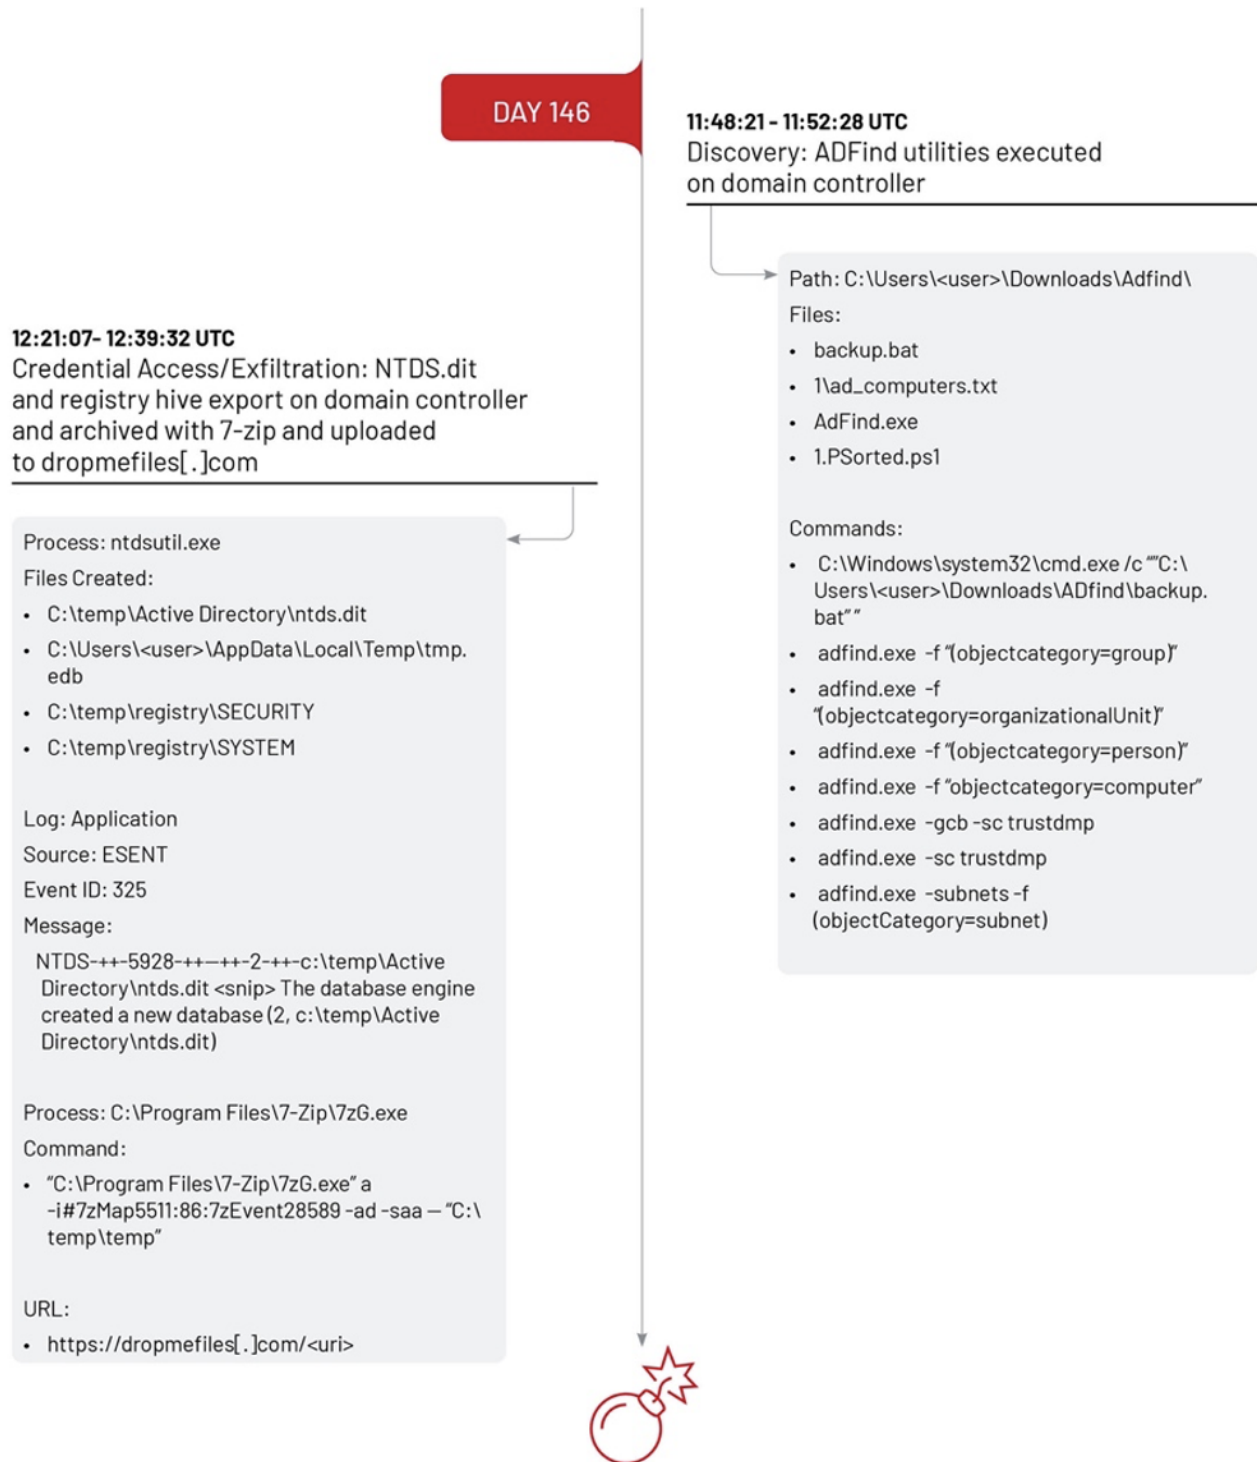 DAY 146
11:48:21 - 11:52:28 UTC
Discovery: ADFind utilities executed
on domain controller
Path: C:\Users\<user>\Downloads\Adfind\
Files:
• backup.bat
• 1\ad_computers.txt
• AdFind.exe
• 1.PSorted.ps1
Commands:
• C:\Windows\system32\cmd.exe /c ““C:\
Users\<user>\Downloads\ADfind\backup.
bat” ”
• adfind.exe -f “(objectcategory=group)”
• adfind.exe -f
“(objectcategory=organizationalUnit)”
• adfind.exe -f “(objectcategory=person)”
• adfind.exe -f “objectcategory=computer”
• adfind.exe -gcb -sc trustdmp
• adfind.exe -sc trustdmp
• adfind.exe -subnets -f
(objectCategory=subnet)
12:21:07- 12:39:32 UTC
Credential Access/Exfiltration: NTDS.dit
and registry hive export on domain controller
and archived with 7-zip and uploaded
to dropmefiles[.]com
Process: ntdsutil.exe
Files Created:
• C:\temp\Active Directory\ntds.dit
• C:\Users\<user>\AppData\Local\Temp\tmp.
edb
• C:\temp\registry\SECURITY
• C:\temp\registry\SYSTEM
Log: Application
Source: ESENT
Event ID: 325
Message:
NTDS-++-5928-++—++-2-++-c:\temp\Active
Directory\ntds.dit <snip> The database engine
created a new database (2, c:\temp\Active
Directory\ntds.dit)
Process: C:\Program Files\7-Zip\7zG.exe
Command:
• “C:\Program Files\7-Zip\7zG.exe” a
-i#7zMap5511:86:7zEvent28589 -ad -saa — “C:\
temp\temp”
URL:
• https://dropmefiles[.]com/<uri>